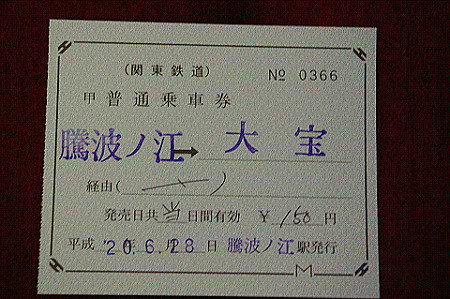 (関東鉄道) № 0366
甲普通乗車券
騰波ノ江→大宝
経由( )
発売日共当日間有効 ¥150円
平成20.6.28日 騰波ノ江駅発行
M